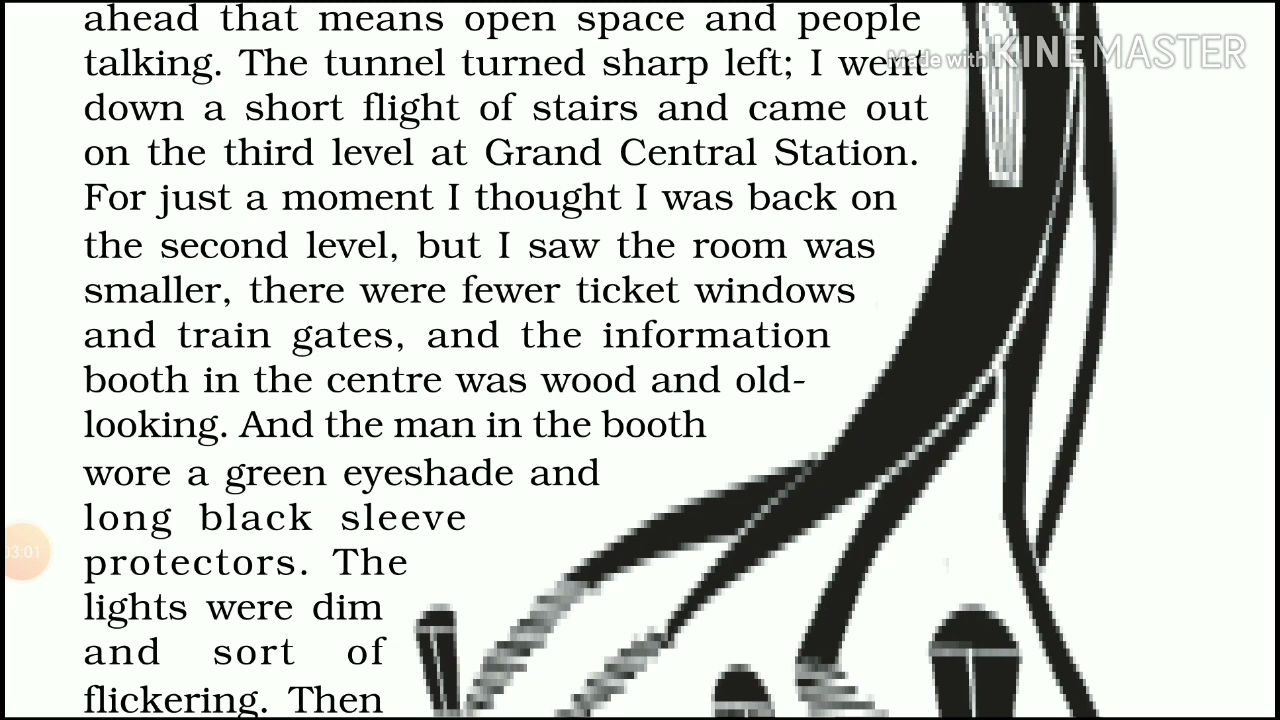 ahead that means open space and people
talking. The tunnel turned sharp left; I went
down a short flight of stairs and came out
on the third level at Grand Central Station.
For just a moment I thought I was back on
the second level, but I saw the room was
smaller, there were fewer ticket windows
and train gates, and the information
booth in the centre was wood and old-
looking. And the man in the booth
wore a green eyeshade and
long black sleeve
protectors. The
lights were dim
and sort of
flickering. Then
Made with KINEMASTER
03:01